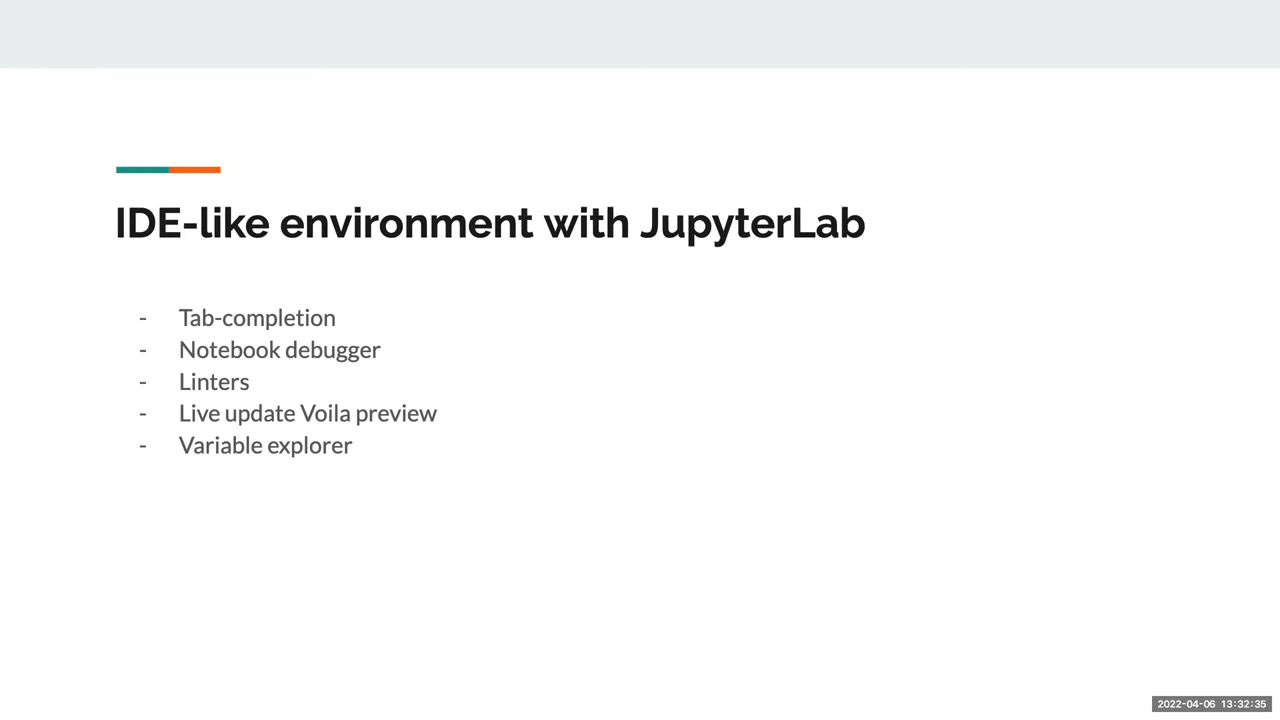 IDE-like environment with JupyterLab
- Tab-completion
- Notebook debugger
- Linters
- Live update Voila preview
- Variable explorer
2022-04-06 13:32:35